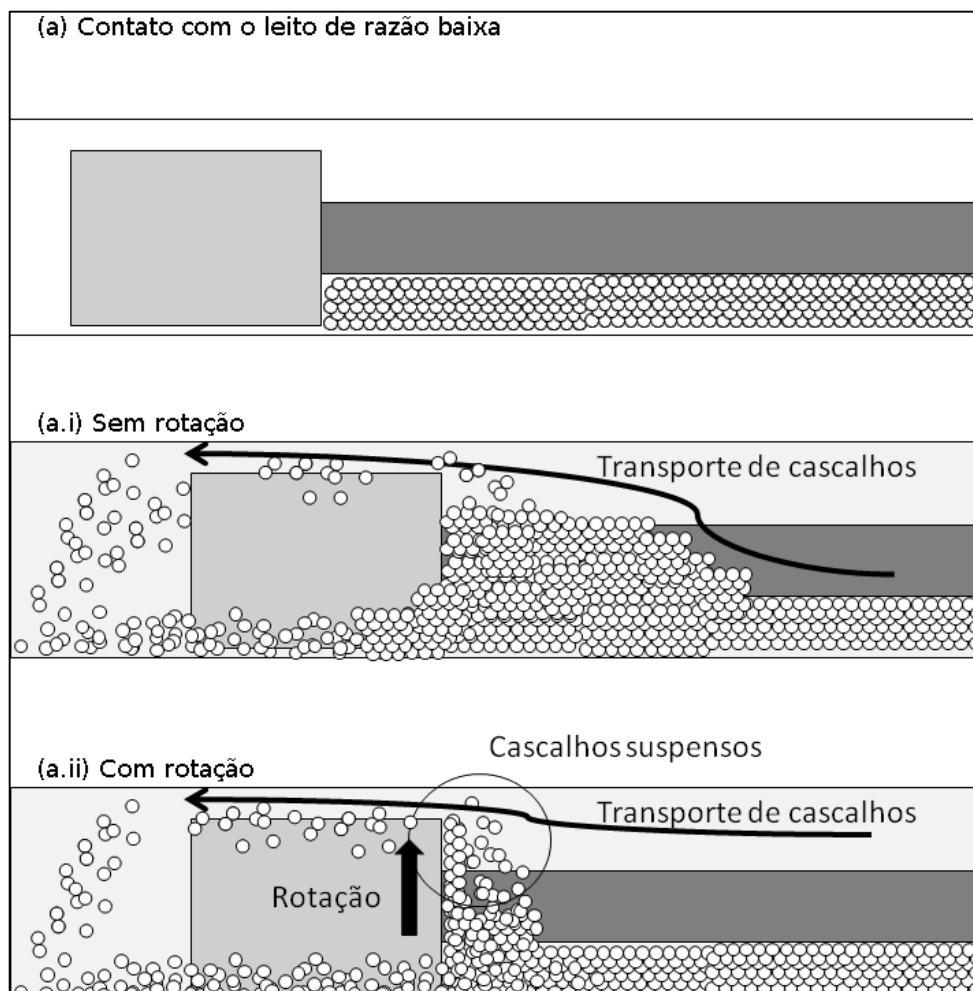 (a) Contato com o leito de razão baixa
(a.i) Sem rotação
Transporte de cascalhos
Cascalhos suspensos
(a.ii) Com rotação
Transporte de cascalhos
Rotação